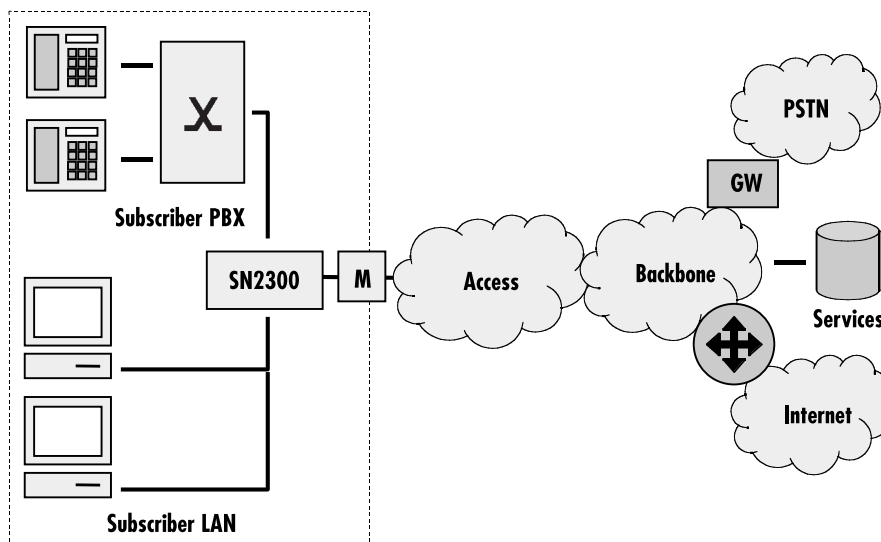 PSTN
GW
Subscriber PBX
SN2300
M
Access
Backbone
Services
Internet
Subscriber LAN